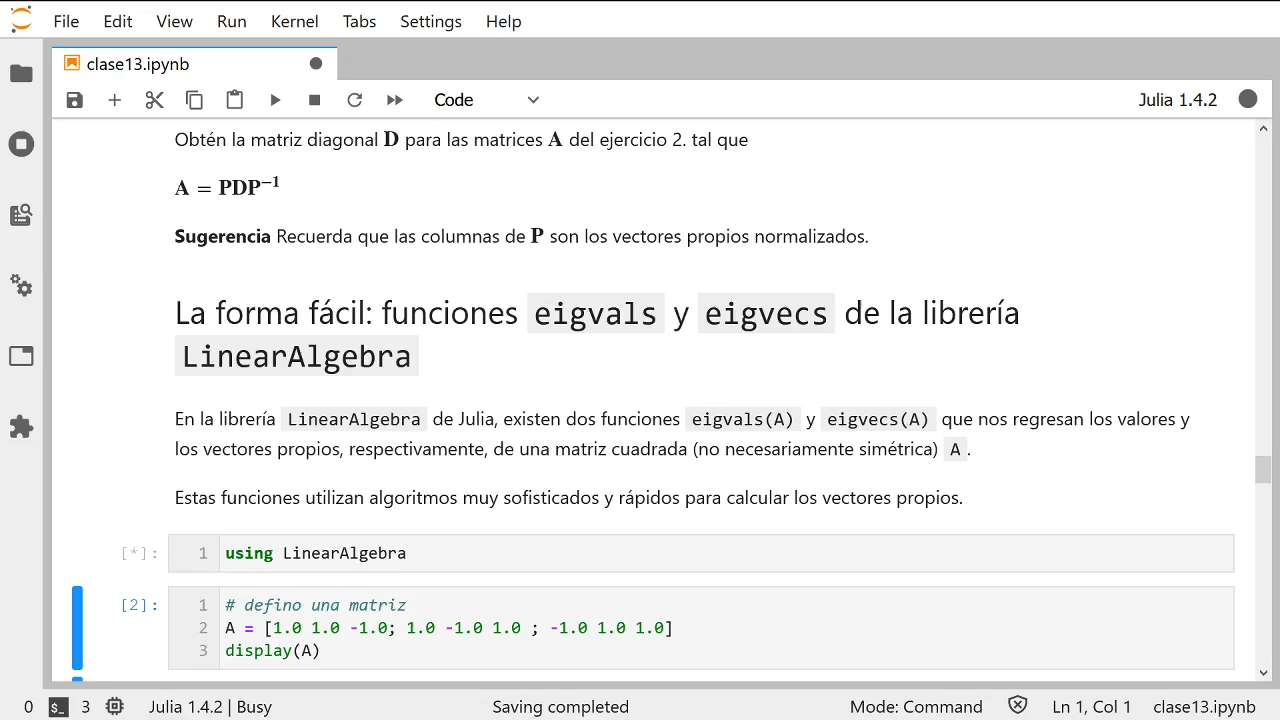 File Edit View Run Kernel Tabs Settings Help
clase13.ipynb
Code
Julia 1.4.2
Obtén la matriz diagonal D para las matrices A del ejercicio 2. tal que
A = PDP⁻¹
Sugerencia Recuerda que las columnas de P son los vectores propios normalizados.
La forma fácil: funciones eigvals y eigvecs de la librería
LinearAlgebra
En la librería LinearAlgebra de Julia, existen dos funciones eigvals(A) y eigvecs(A) que nos regresan los valores y
los vectores propios, respectivamente, de una matriz cuadrada (no necesariamente simétrica) A .
Estas funciones utilizan algoritmos muy sofisticados y rápidos para calcular los vectores propios.
[*]: 1 using LinearAlgebra
[2]: 1 # defino una matriz
2 A = [1.0 1.0 -1.0; 1.0 -1.0 1.0 ; -1.0 1.0 1.0]
3 display(A)
0 $_ 3 Julia 1.4.2 | Busy Saving completed Mode: Command Ln 1, Col 1 clase13.ipynb